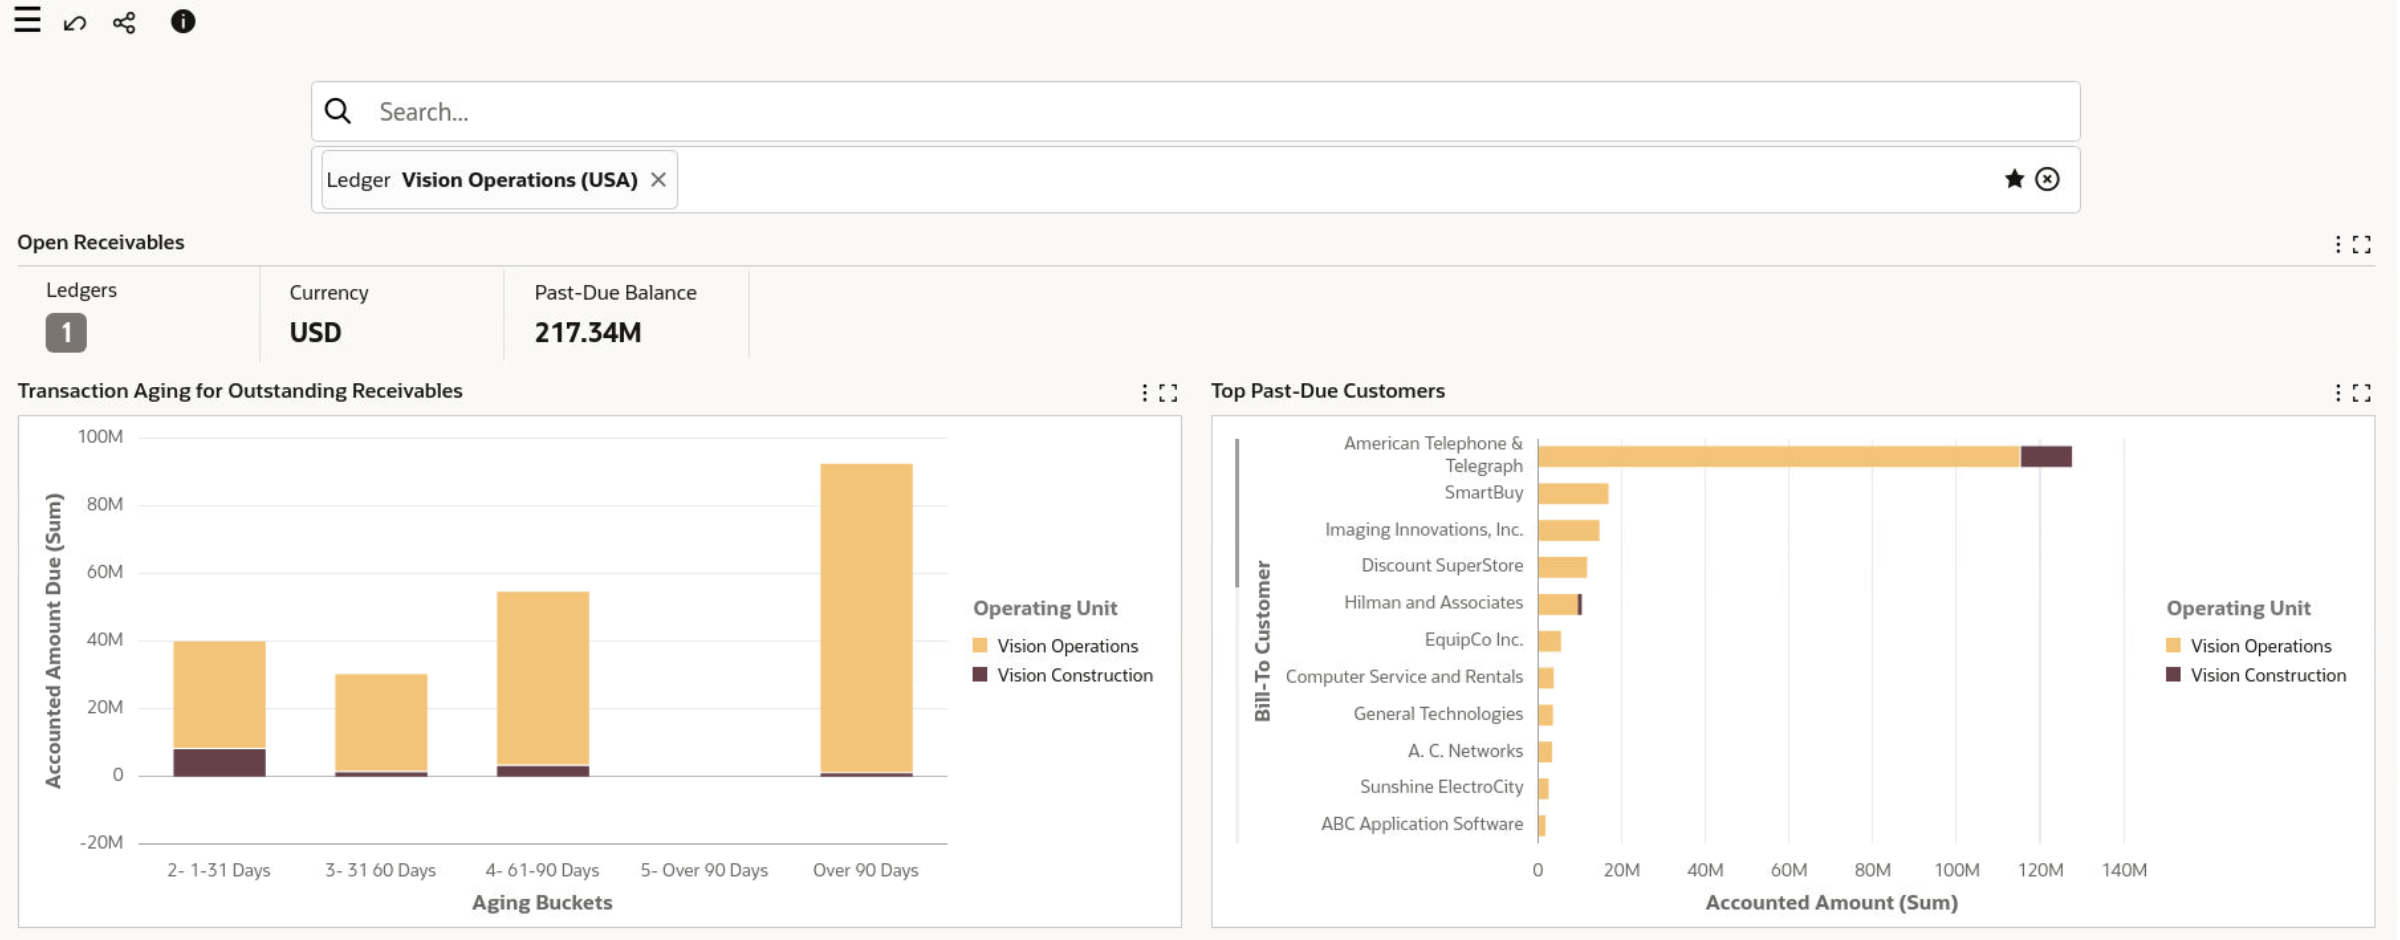 Search...
Ledger Vision Operations (USA)
Open Receivables
Ledgers
1
Currency
USD
Past-Due Balance
217.34M
Transaction Aging for Outstanding Receivables
Accounted Amount Due (Sum)
100M
80M
60M
40M
20M
0
-20M
2- 1-31 Days
3- 31 60 Days
4- 61-90 Days
5- Over 90 Days
Over 90 Days
Aging Buckets
Operating Unit
Vision Operations
Vision Construction
Top Past-Due Customers
Bill-To Customer
American Telephone &
Telegraph
SmartBuy
Imaging Innovations, Inc.
Discount SuperStore
Hilman and Associates
EquipCo Inc.
Computer Service and Rentals
General Technologies
A. C. Networks
Sunshine ElectroCity
ABC Application Software
0
20M
40M
60M
80M
100M
120M
140M
Accounted Amount (Sum)
Operating Unit
Vision Operations
Vision Construction